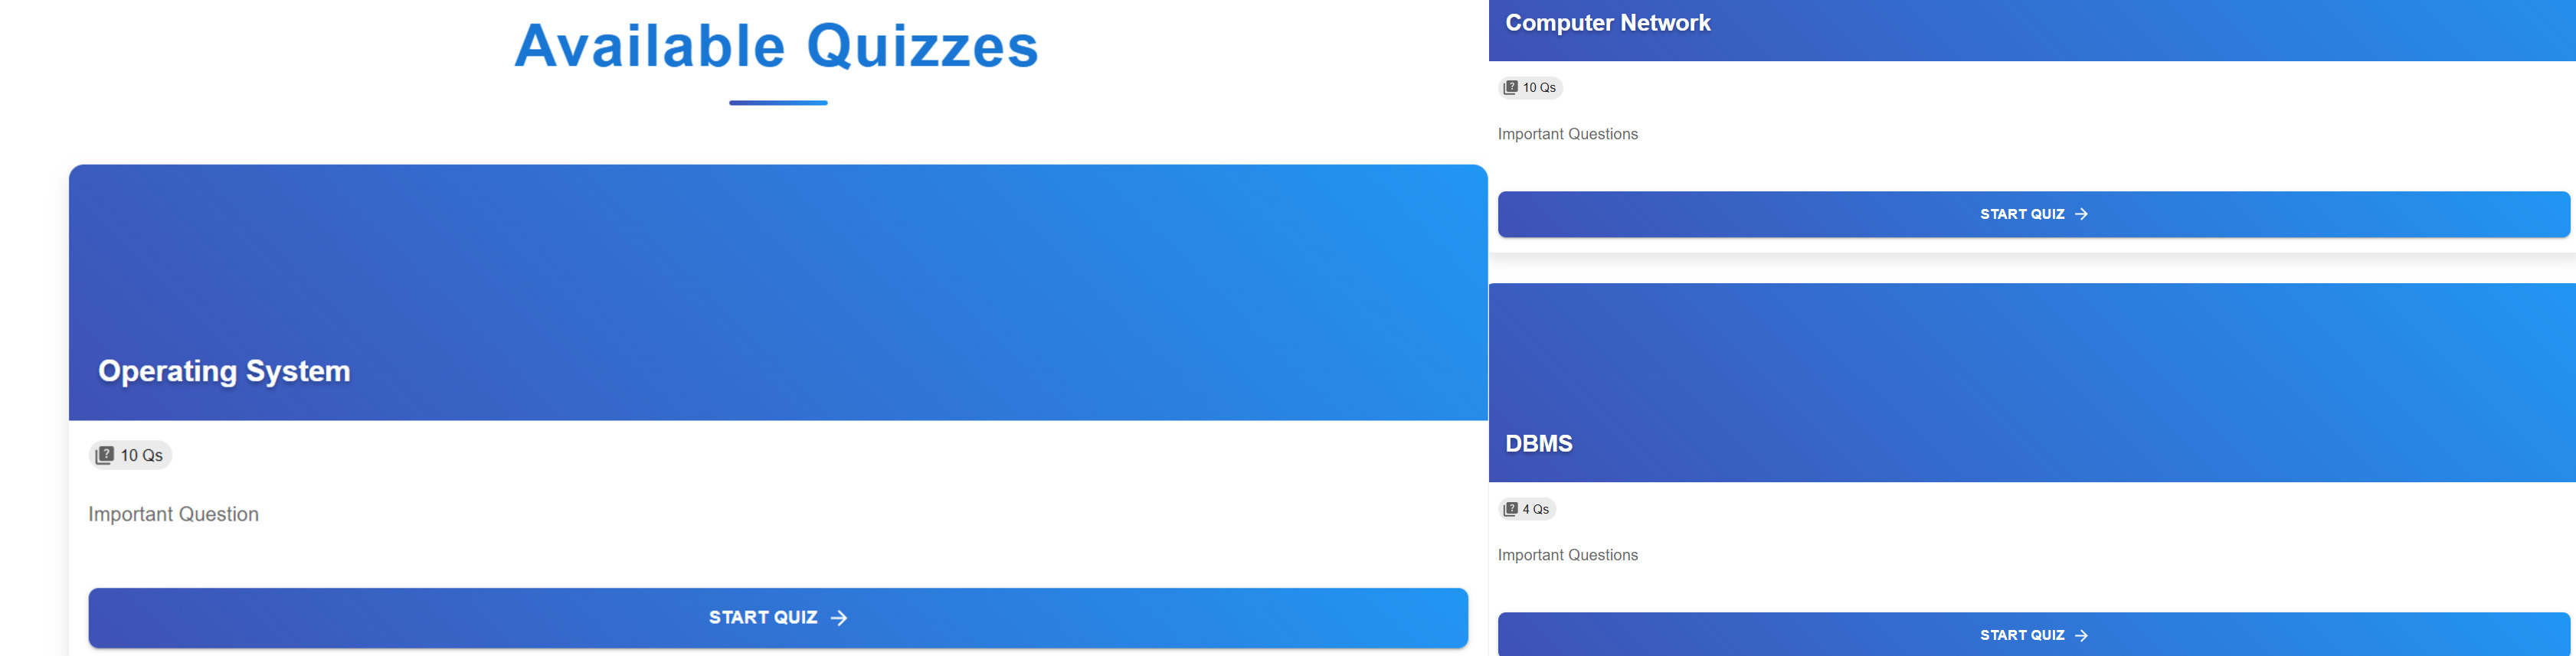 Available Quizzes
Operating System
10 Qs
Important Question
START QUIZ
Computer Network
10 Qs
Important Questions
START QUIZ
DBMS
4 Qs
Important Questions
START QUIZ